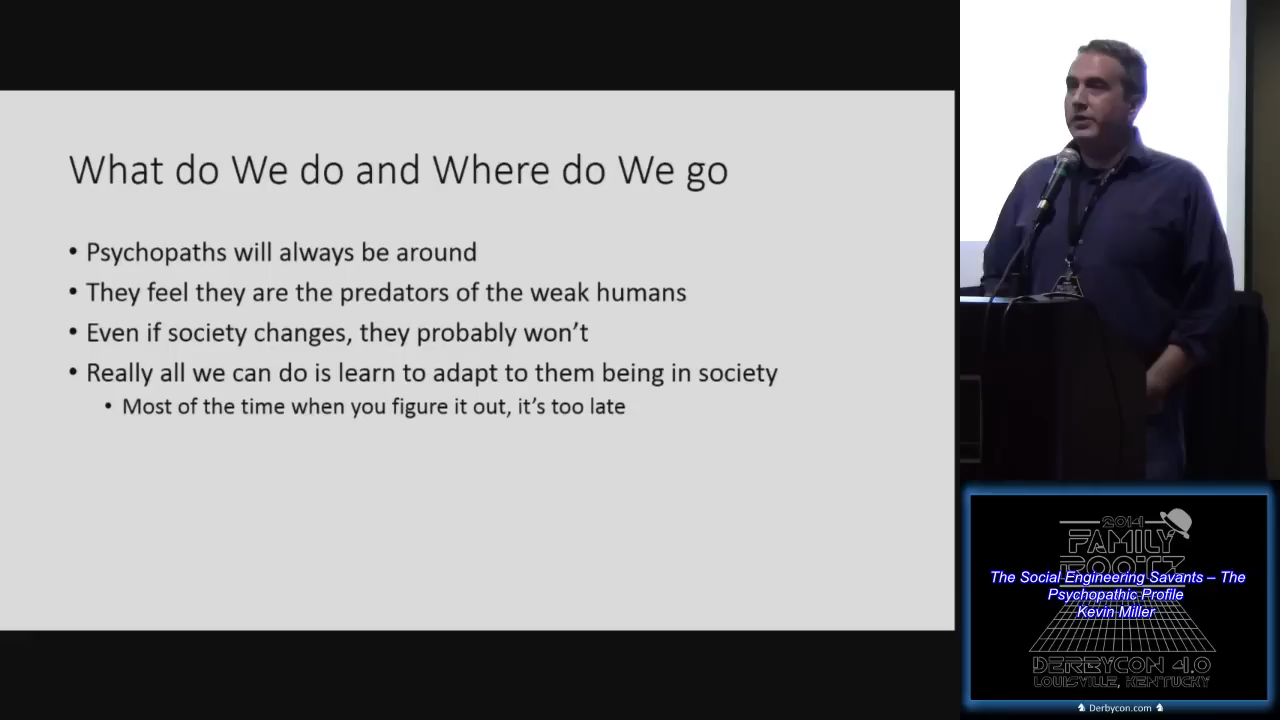 What do We do and Where do We go
• Psychopaths will always be around
• They feel they are the predators of the weak humans
• Even if society changes, they probably won't
• Really all we can do is learn to adapt to them being in society
• Most of the time when you figure it out, it's too late
2014
FAMILY
ROOTZ
The Social Engineering Savants – The
Psychopathic Profile
Kevin Miller
DERBYCON 4.0
LOUISVILLE, KENTUCKY
Derbycon.com